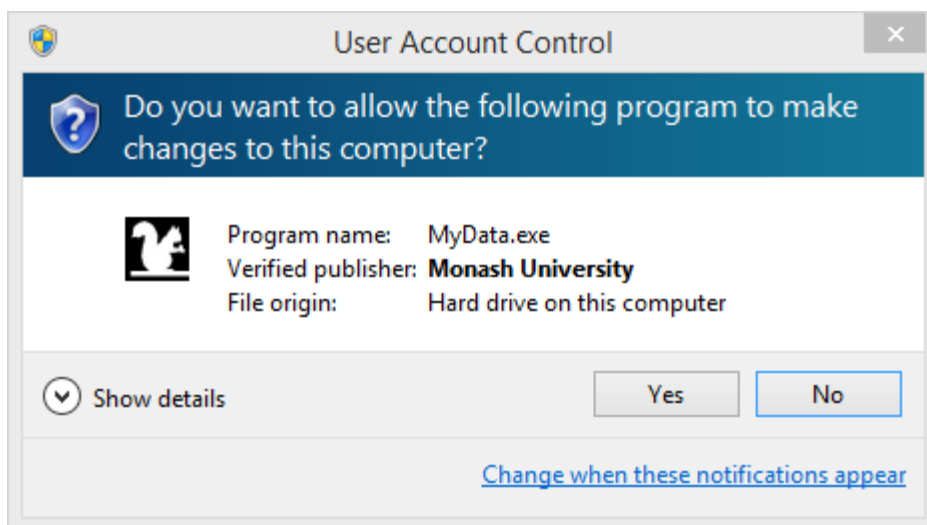 User Account Control
Do you want to allow the following program to make
changes to this computer?
Program name: MyData.exe
Verified publisher: Monash University
File origin: Hard drive on this computer
Show details
Yes
No
Change when these notifications appear